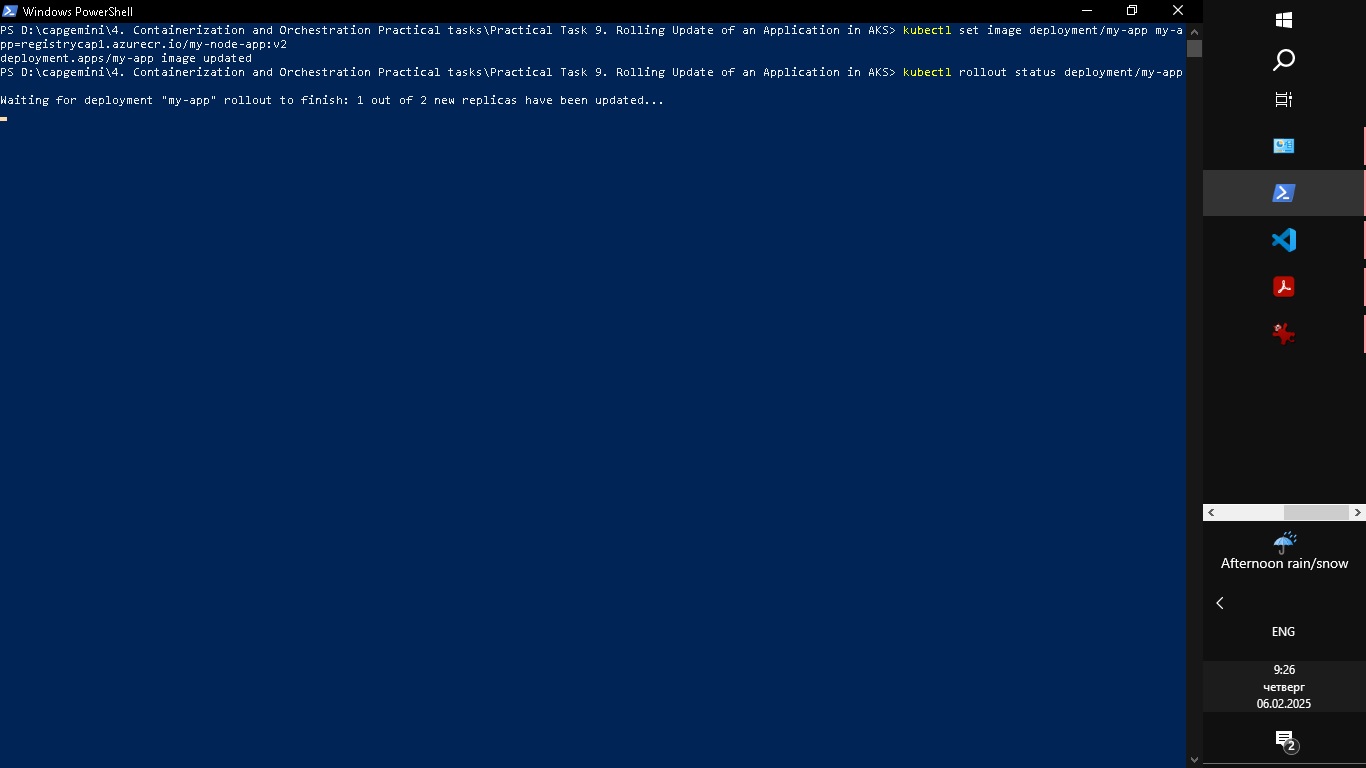 Windows PowerShell
PS D:\capgemini\4. Containerization and Orchestration Practical tasks\Practical Task 9. Rolling Update of an Application in AKS> kubectl set image deployment/my-app my-a
pp=registrycap1.azurecr.io/my-node-app:v2
deployment.apps/my-app image updated
PS D:\capgemini\4. Containerization and Orchestration Practical tasks\Practical Task 9. Rolling Update of an Application in AKS> kubectl rollout status deployment/my-app
Waiting for deployment "my-app" rollout to finish: 1 out of 2 new replicas have been updated...
Afternoon rain/snow
ENG
9:26
четверг
06.02.2025
2